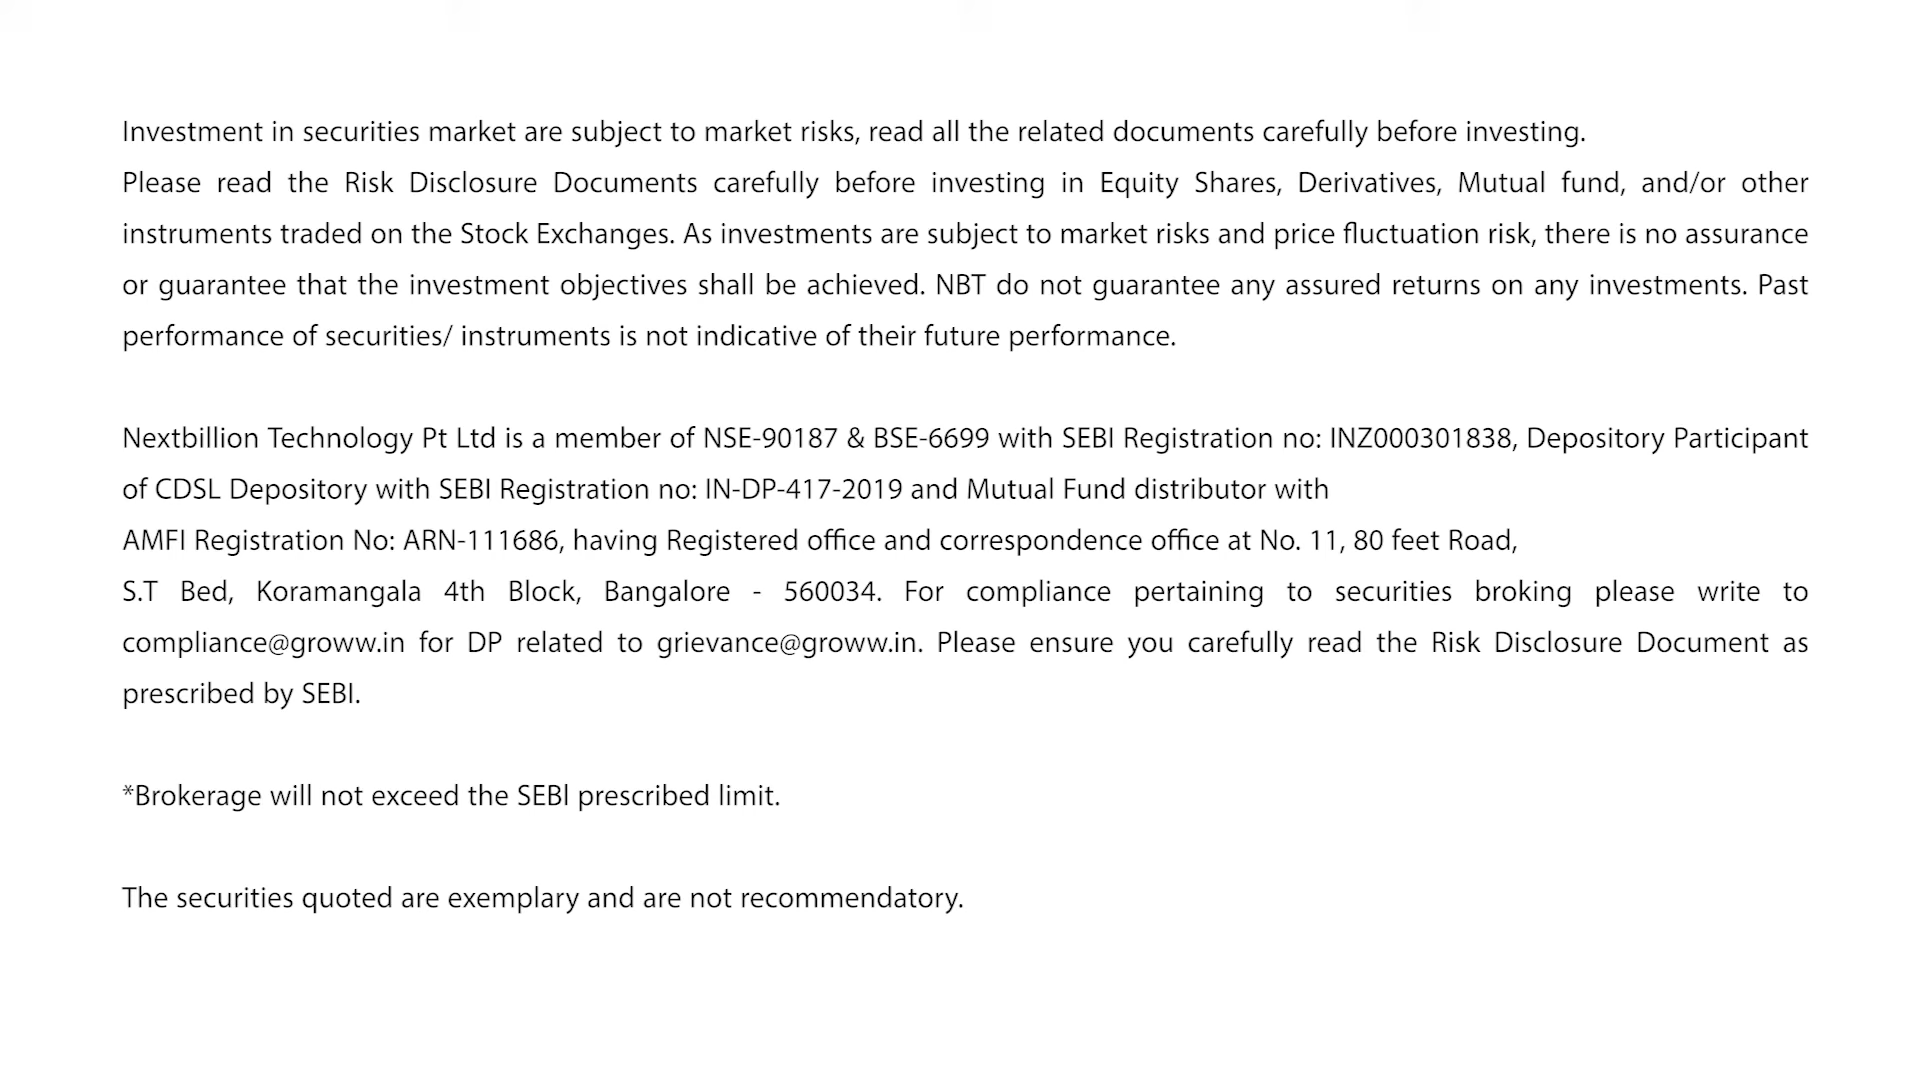 Investment in securities market are subject to market risks, read all the related documents carefully before investing.
Please read the Risk Disclosure Documents carefully before investing in Equity Shares, Derivatives, Mutual fund, and/or other
instruments traded on the Stock Exchanges. As investments are subject to market risks and price fluctuation risk, there is no assurance
or guarantee that the investment objectives shall be achieved. NBT do not guarantee any assured returns on any investments. Past
performance of securities/ instruments is not indicative of their future performance.
Nextbillion Technology Pt Ltd is a member of NSE-90187 & BSE-6699 with SEBI Registration no: INZ000301838, Depository Participant
of CDSL Depository with SEBI Registration no: IN-DP-417-2019 and Mutual Fund distributor with
AMFI Registration No: ARN-111686, having Registered office and correspondence office at No. 11, 80 feet Road,
S.T Bed, Koramangala 4th Block, Bangalore - 560034. For compliance pertaining to securities broking please write to
compliance@groww.in for DP related to grievance@groww.in. Please ensure you carefully read the Risk Disclosure Document as
prescribed by SEBI.
*Brokerage will not exceed the SEBI prescribed limit.
The securities quoted are exemplary and are not recommendatory.